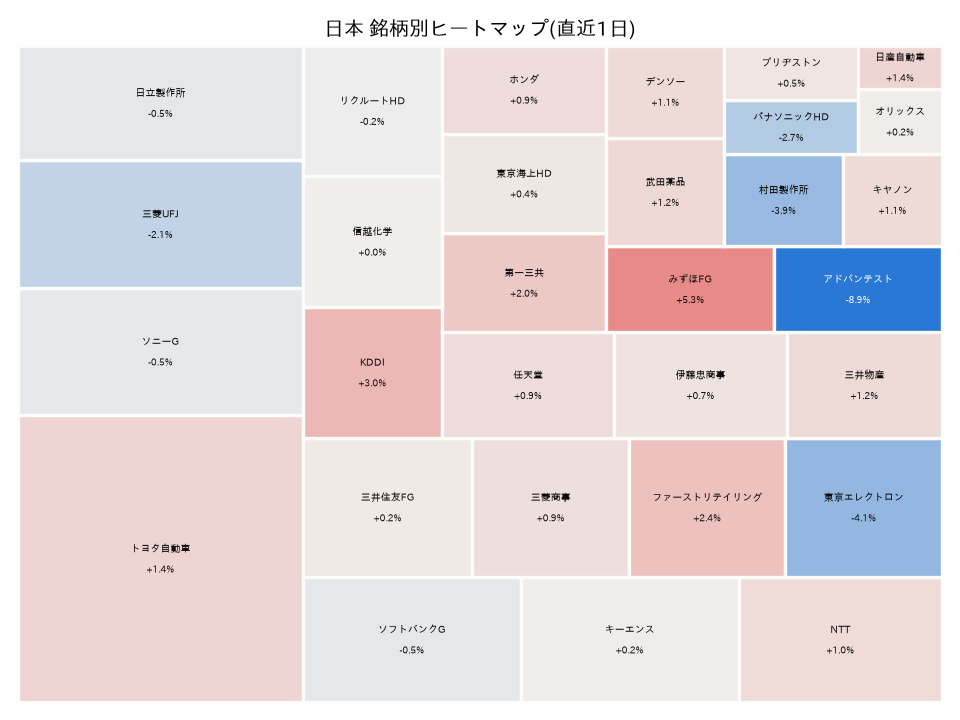 日本 銘柄別ヒートマップ(直近1日)
日立製作所
-0.5%
三菱UFJ
-2.1%
ソニーG
-0.5%
トヨタ自動車
+1.4%
リクルートHD
-0.2%
信越化学
+0.0%
KDDI
+3.0%
ホンダ
+0.9%
東京海上HD
+0.4%
第一三共
+2.0%
デンソー
+1.1%
武田薬品
+1.2%
ブリヂストン
+0.5%
パナソニックHD
-2.7%
日産自動車
+1.4%
オリックス
+0.2%
村田製作所
-3.9%
キヤノン
+1.1%
みずほFG
+5.3%
アドバンテスト
-8.9%
任天堂
+0.9%
伊藤忠商事
+0.7%
三井物産
+1.2%
三井住友FG
+0.2%
三菱商事
+0.9%
ファーストリテイリング
+2.4%
東京エレクトロン
-4.1%
ソフトバンクG
-0.5%
キーエンス
+0.2%
NTT
+1.0%